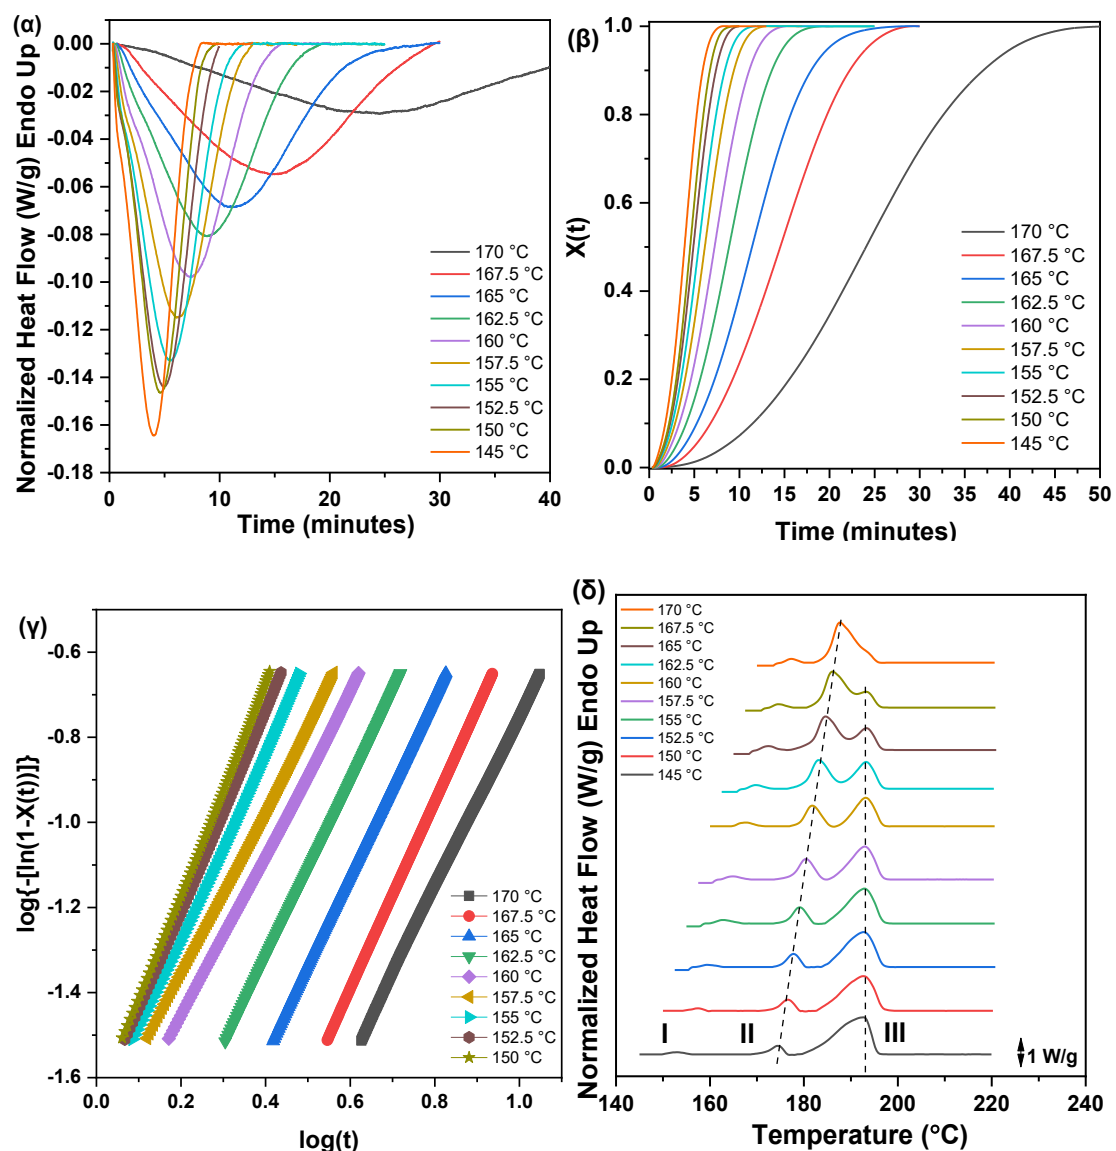 (α)
Normalized Heat Flow (W/g) Endo Up
0.00
-0.02
-0.04
-0.06
-0.08
-0.10
-0.12
-0.14
-0.16
-0.18
170 °C
167.5 °C
165 °C
162.5 °C
160 °C
157.5 °C
155 °C
152.5 °C
150 °C
145 °C
0 10 20 30 40
Time (minutes)
(β)
X(t)
1.0
0.8
0.6
0.4
0.2
0.0
170 °C
167.5 °C
165 °C
162.5 °C
160 °C
157.5 °C
155 °C
152.5 °C
150 °C
145 °C
0 5 10 15 20 25 30 35 40 45 50
Time (minutes)
(γ)
log{-[ln(1-X(t))]}
-0.6
-0.8
-1.0
-1.2
-1.4
-1.6
170 °C
167.5 °C
165 °C
162.5 °C
160 °C
157.5 °C
155 °C
152.5 °C
150 °C
0.0 0.2 0.4 0.6 0.8 1.0
log(t)
(δ)
Normalized Heat Flow (W/g) Endo Up
170 °C
167.5 °C
165 °C
162.5 °C
160 °C
157.5 °C
155 °C
152.5 °C
150 °C
145 °C
I II III
1 W/g
140 160 180 200 220 240
Temperature (°C)